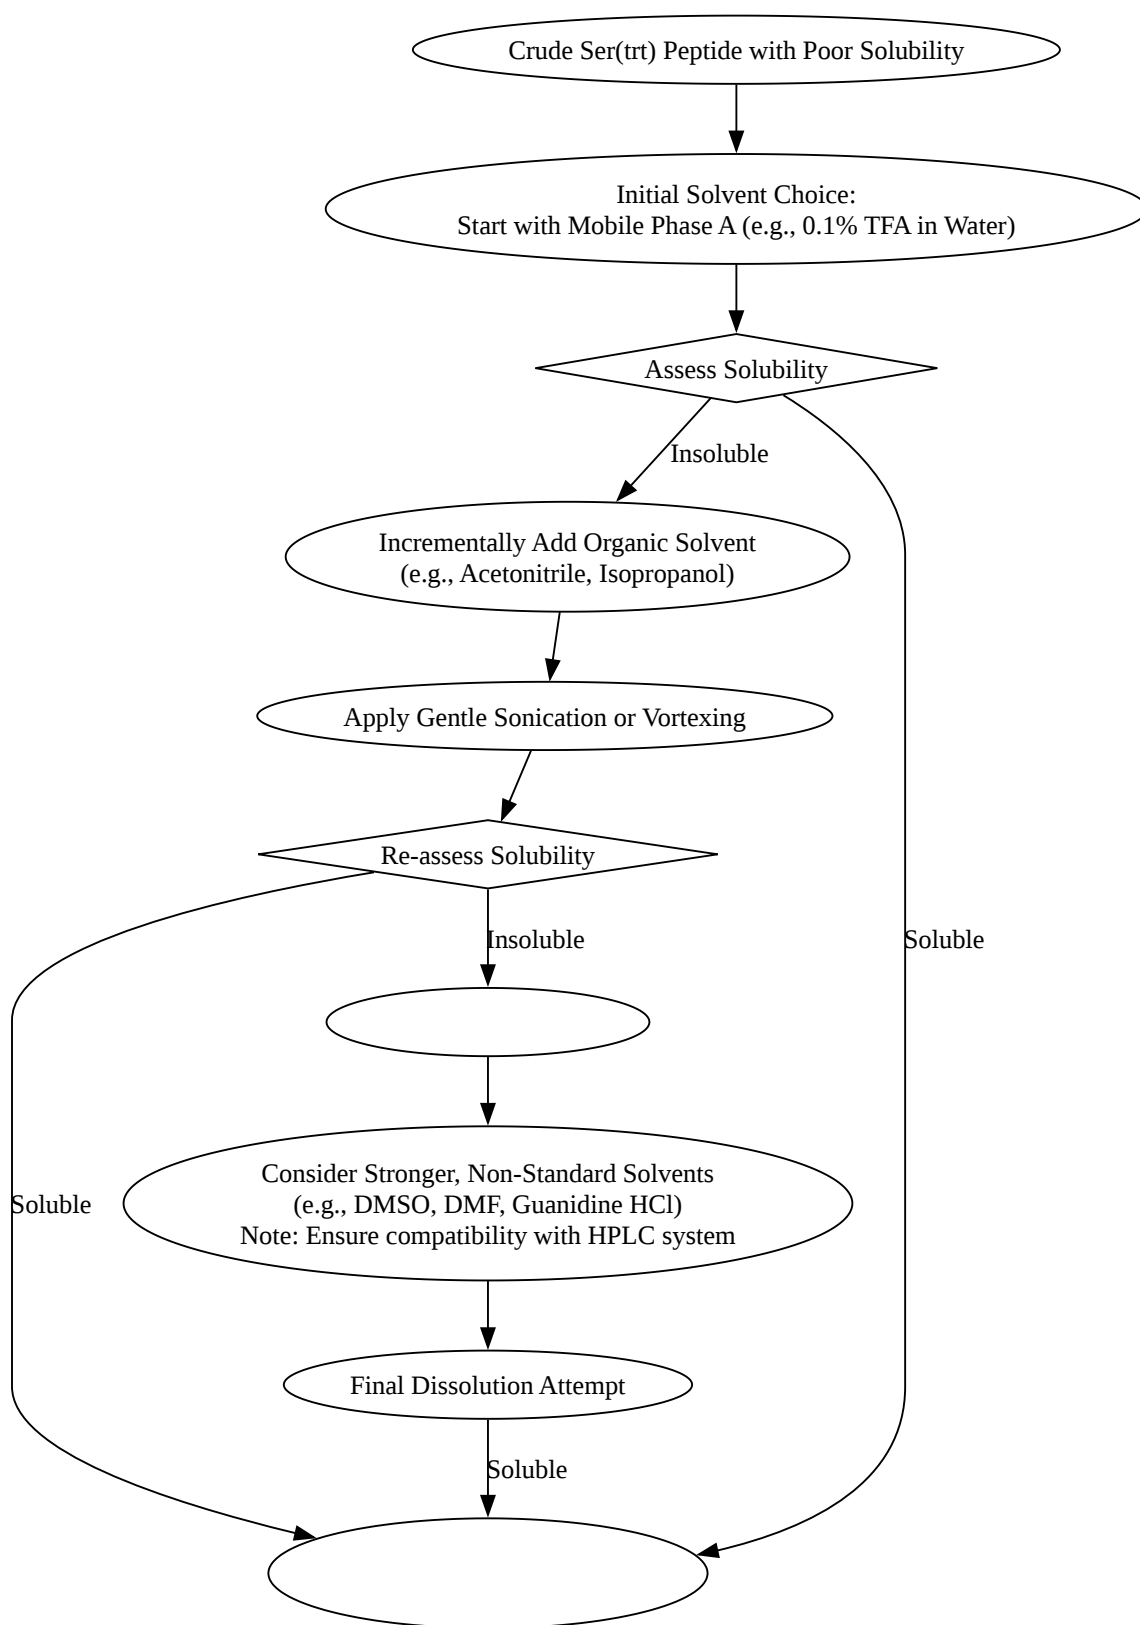 Crude Ser(trt) Peptide with Poor Solubility
Initial Solvent Choice:
Start with Mobile Phase A (e.g., 0.1% TFA in Water)
Assess Solubility
Insoluble
Incrementally Add Organic Solvent
(e.g., Acetonitrile, Isopropanol)
Apply Gentle Sonication or Vortexing
Re-assess Solubility
Insoluble
Soluble
Soluble
Consider Stronger, Non-Standard Solvents
(e.g., DMSO, DMF, Guanidine HCl)
Note: Ensure compatibility with HPLC system
Final Dissolution Attempt
Soluble